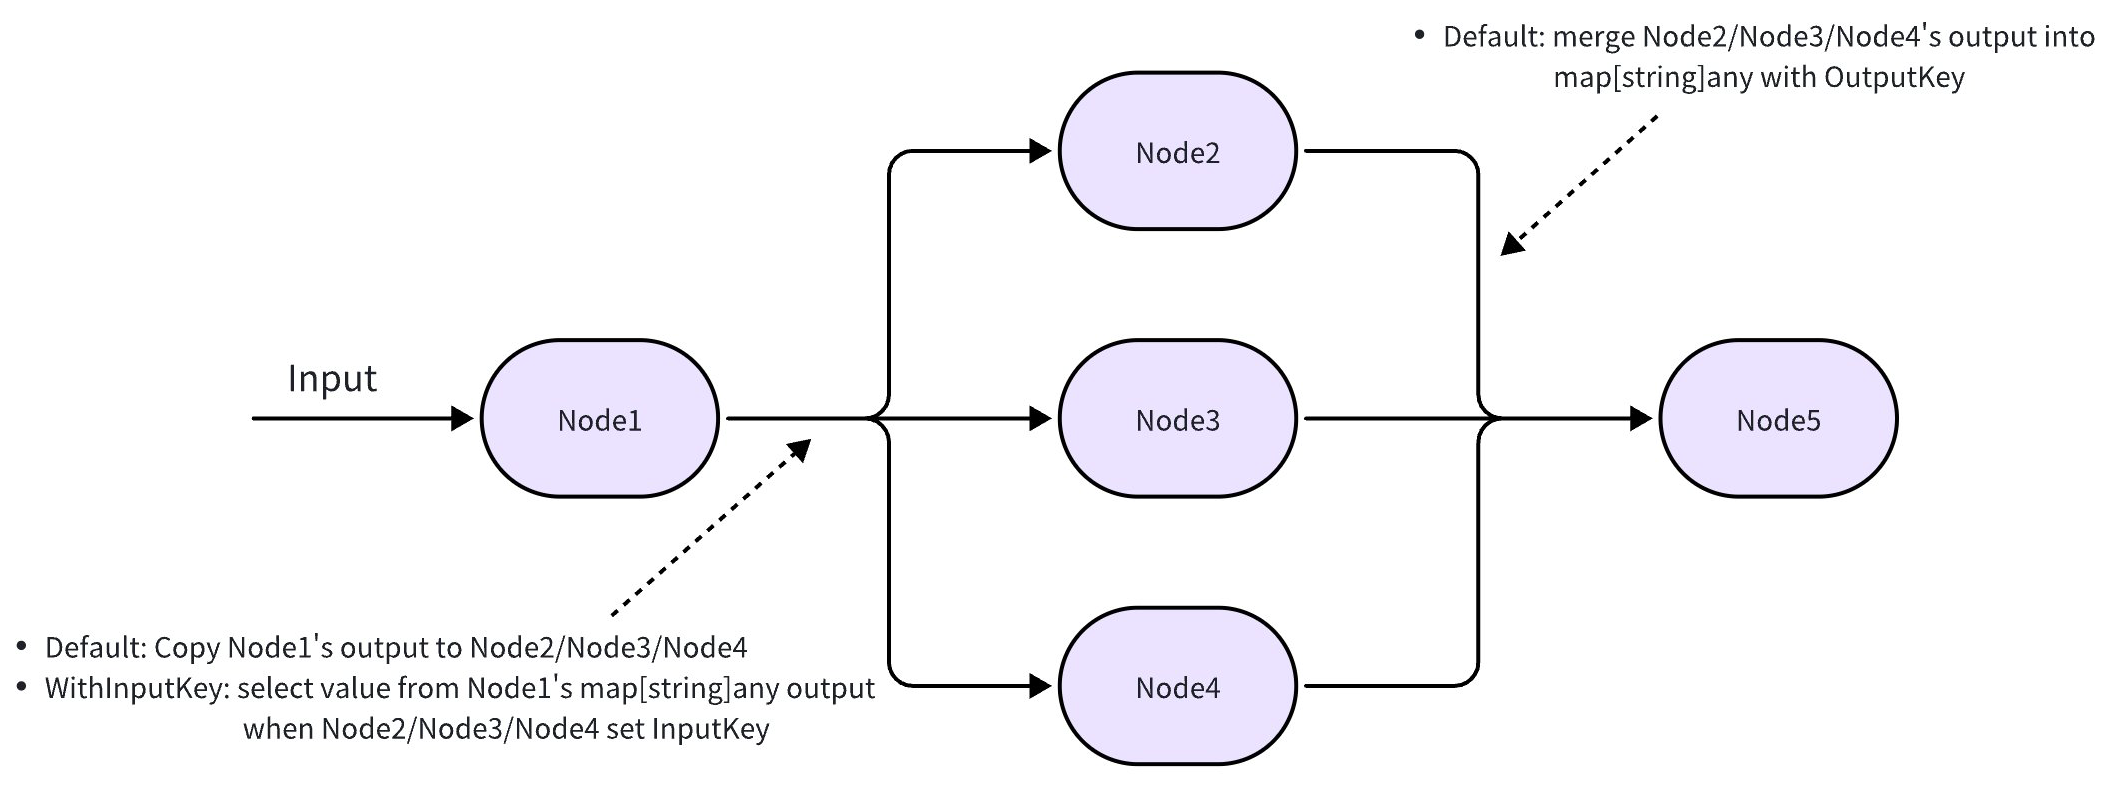 • Default: merge Node2/Node3/Node4's output into
map[string]any with OutputKey
Node2
Input
Node1
Node3
Node5
• Default: Copy Node1's output to Node2/Node3/Node4
• WithInputKey: select value from Node1's map[string]any output
when Node2/Node3/Node4 set InputKey
Node4